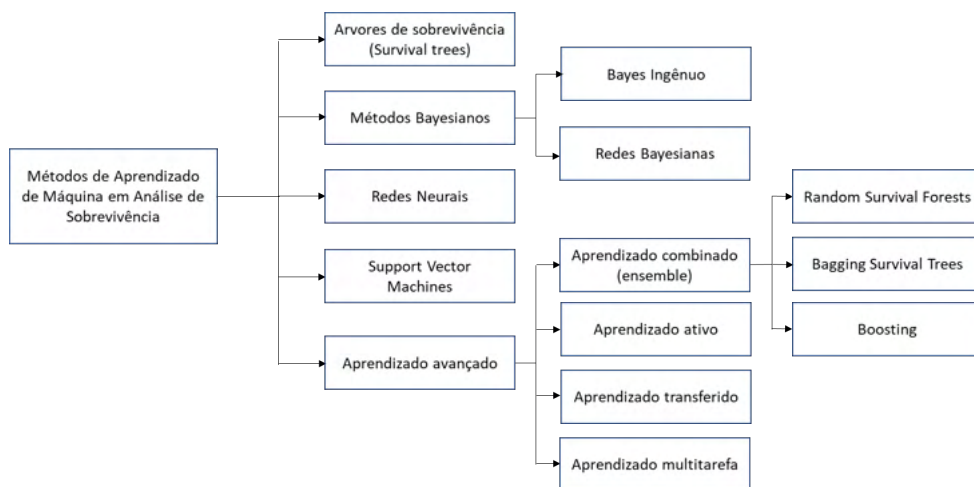 Arvores de sobrevivência
(Survival trees)
Bayes Ingênuo
Métodos Bayesianos
Redes Bayesianas
Métodos de Aprendizado
de Máquina em Análise de
Sobrevivência
Redes Neurais
Random Survival Forests
Support Vector
Machines
Aprendizado combinado
(ensemble)
Bagging Survival Trees
Aprendizado ativo
Boosting
Aprendizado avançado
Aprendizado transferido
Aprendizado multitarefa